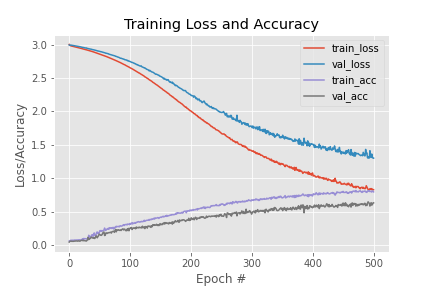 Training Loss and Accuracy
3.0
2.5
2.0
1.5
1.0
0.5
0.0
Loss/Accuracy
train_loss
val_loss
train_acc
val_acc
0 100 200 300 400 500
Epoch #